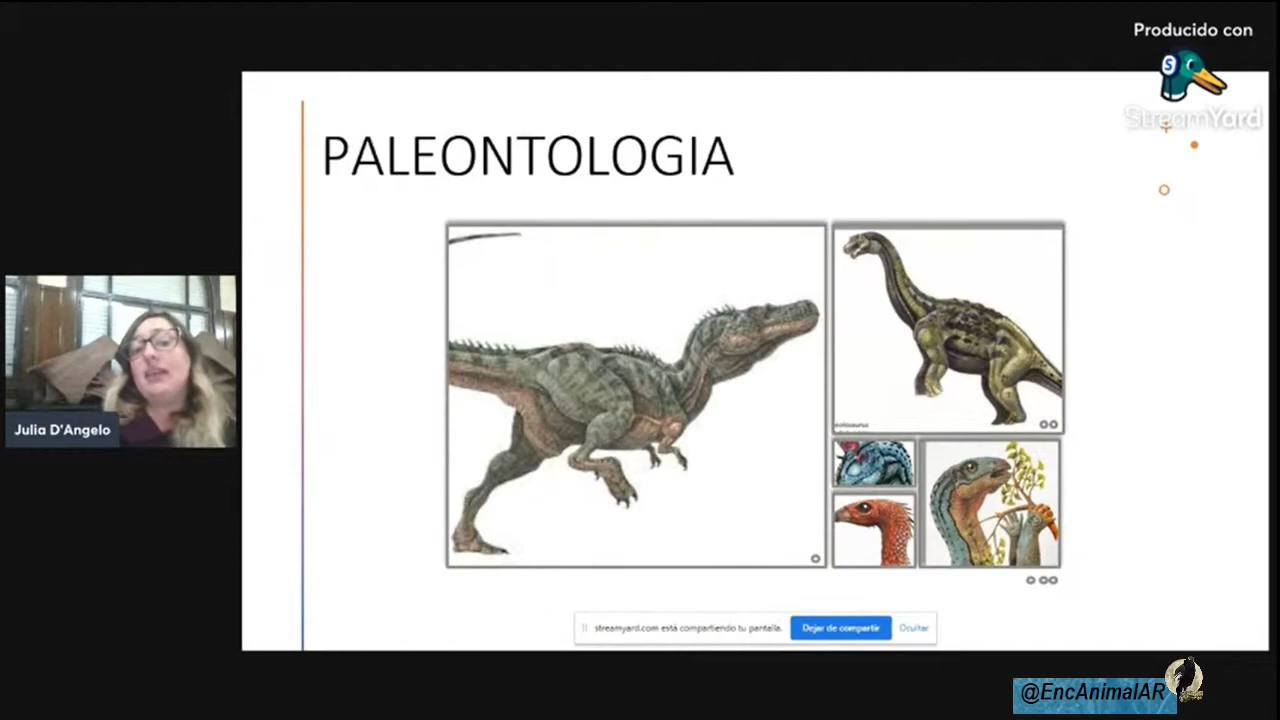 Producido con
StreamYard
PALEONTOLOGIA
Julia D'Angelo
streamyard.com está compartiendo tu pantalla.
Dejar de compartir
Ocultar
@EncAnimalAR